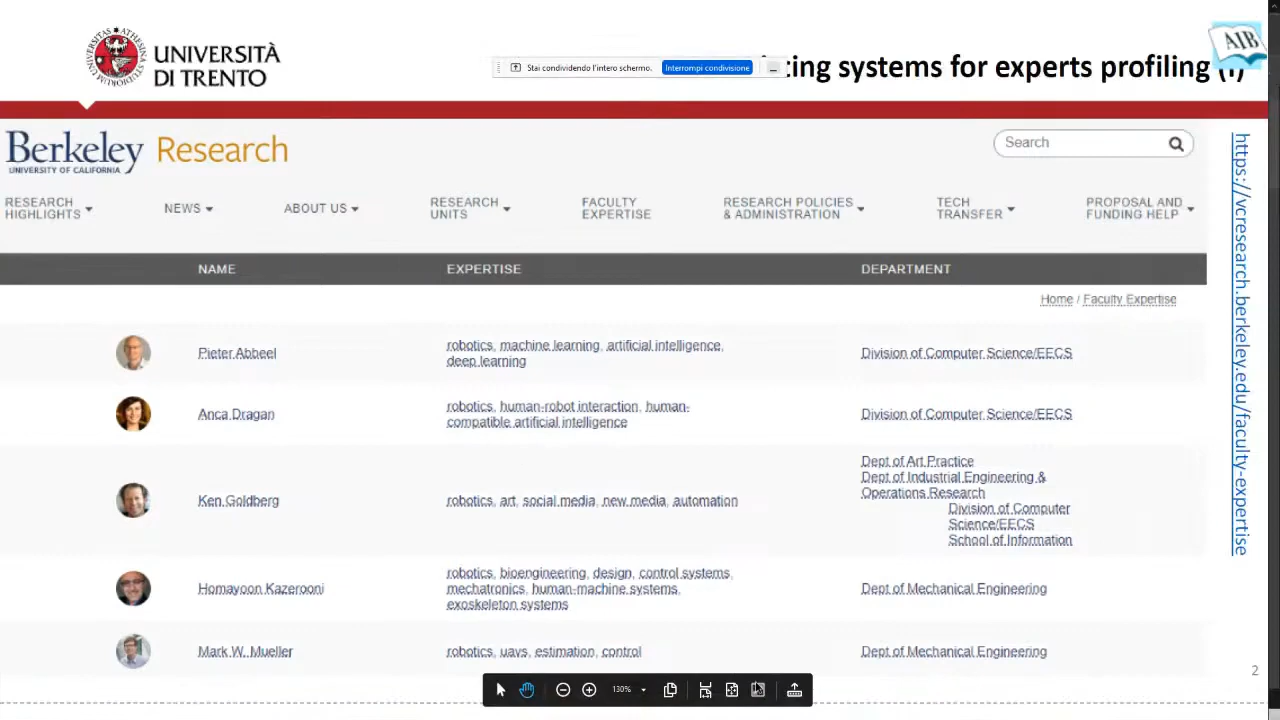 UNIVERSITÀ
DI TRENTO
Stai condividendo l'intero schermo.
Interrompi condivisione
systems for experts profiling (I)
AIB
Berkeley Research
UNIVERSITY OF CALIFORNIA
Search
RESEARCH
HIGHLIGHTS
NEWS
ABOUT US
RESEARCH
UNITS
FACULTY
EXPERTISE
RESEARCH POLICIES
& ADMINISTRATION
TECH
TRANSFER
PROPOSAL AND
FUNDING HELP
NAME
EXPERTISE
DEPARTMENT
Home / Faculty Expertise
Pieter Abbeel
robotics, machine learning, artificial intelligence,
deep learning
Division of Computer Science/EECS
Anca Dragan
robotics, human-robot interaction, human-
compatible artificial intelligence
Division of Computer Science/EECS
Ken Goldberg
robotics, art, social media, new media, automation
Dept of Art Practice
Dept of Industrial Engineering &
Operations Research
Division of Computer
Science/EECS
School of Information
Homayoon Kazerooni
robotics, bioengineering, design, control systems,
mechatronics, human-machine systems,
exoskeleton systems
Dept of Mechanical Engineering
Mark W. Mueller
robotics, uavs, estimation, control
Dept of Mechanical Engineering
https://vcresearch.berkeley.edu/faculty-expertise
2
130%